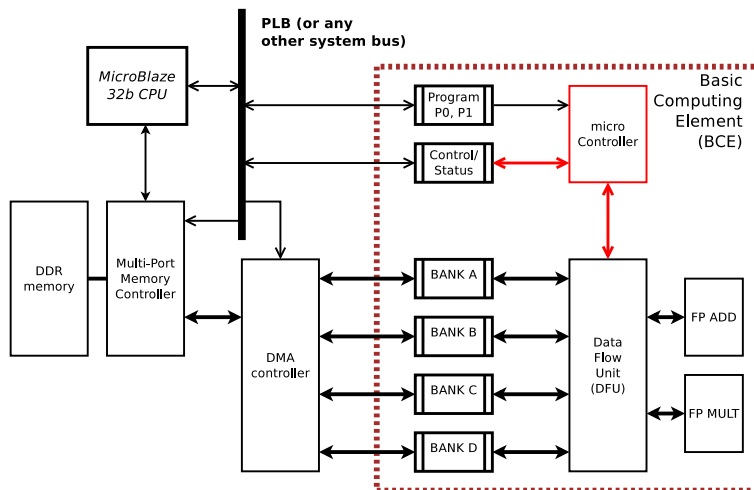 PLB (or any
other system bus)
MicroBlaze
32b CPU
Program
P0, P1
micro
Controller
Basic
Computing
Element
(BCE)
Control/
Status
DDR
memory
Multi-Port
Memory
Controller
DMA
controller
BANK A
BANK B
BANK C
BANK D
Data
Flow
Unit
(DFU)
FP ADD
FP MULT